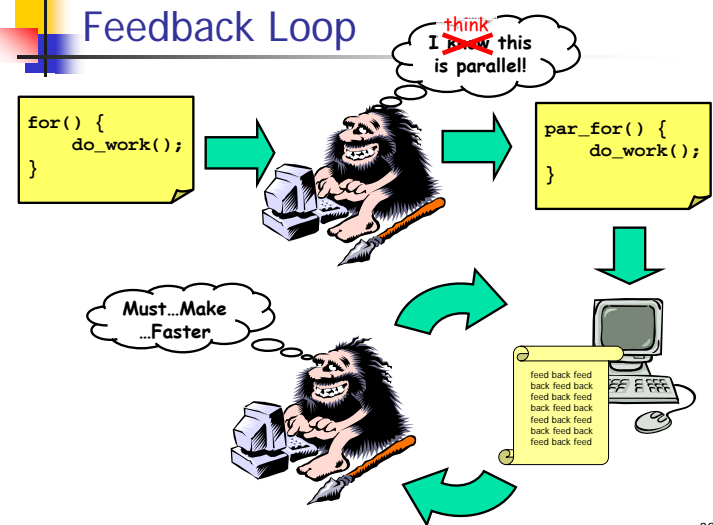 Feedback Loop
think
I know this
is parallel!
for() {
do_work();
}
par_for() {
do_work();
}
Must…Make
…Faster
feed back feed
back feed back
feed back feed
back feed back
feed back feed
back feed back
feed back feed